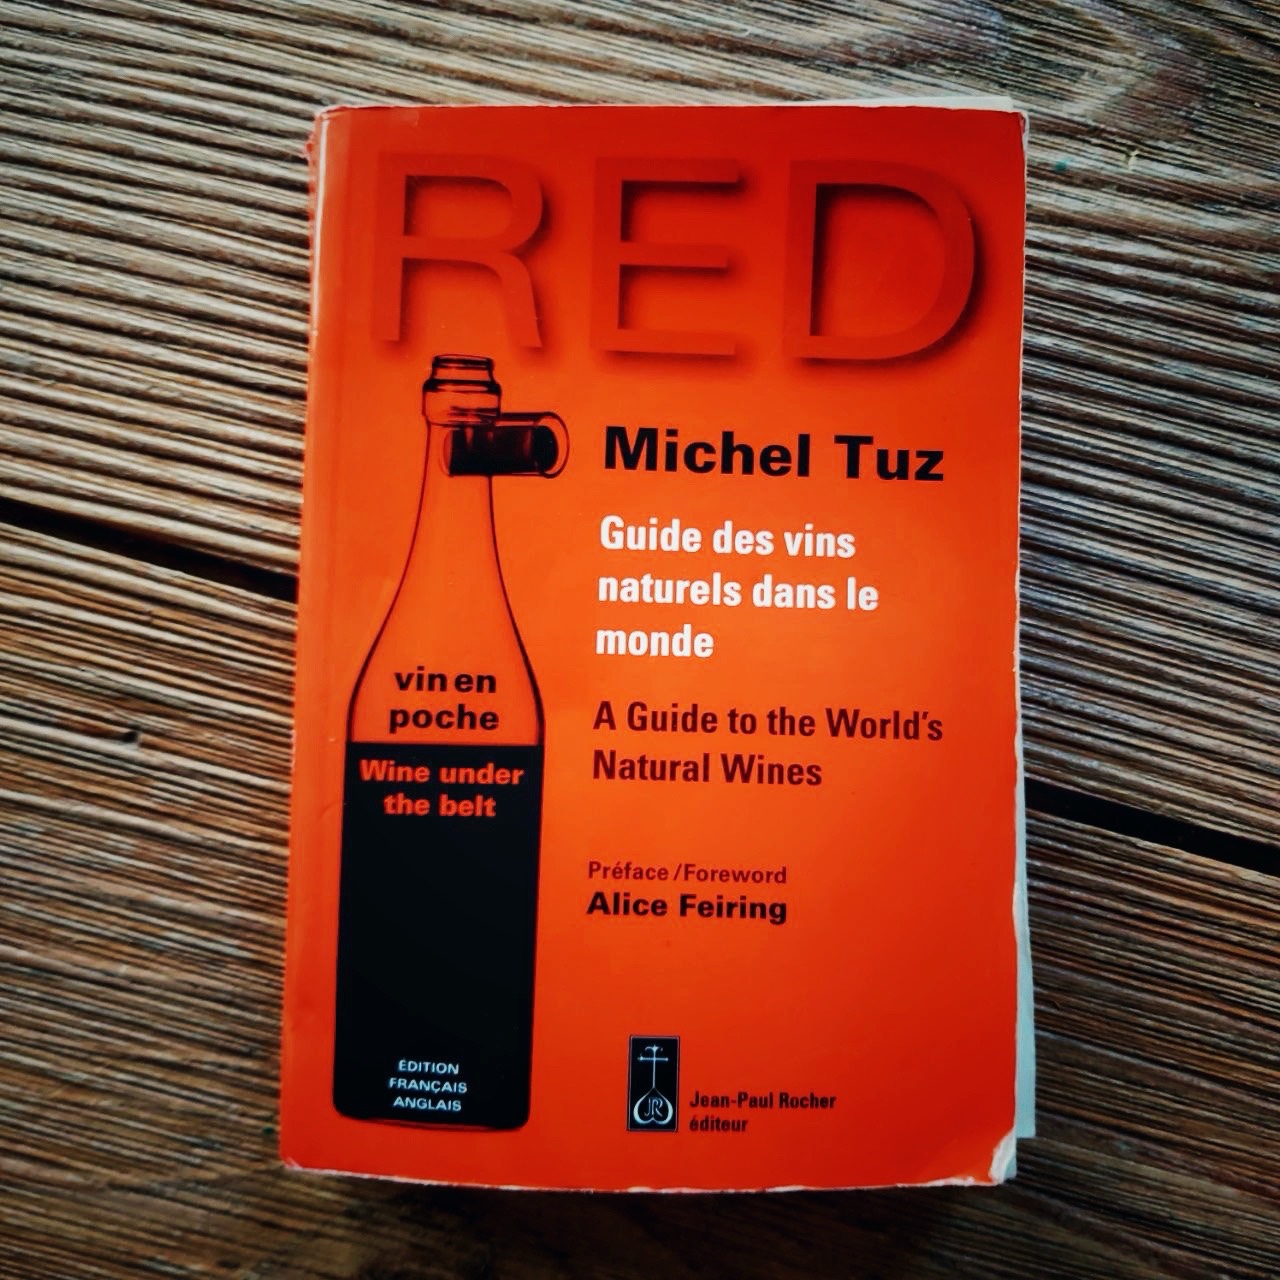 RED
Michel Tuz
Guide des vins
naturels dans le
monde
A Guide to the World's
Natural Wines
Préface/Foreword
Alice Feiring
vin en
poche
Wine under
the belt
ÉDITION
FRANÇAIS
ANGLAIS
JR
Jean-Paul Rocher
éditeur